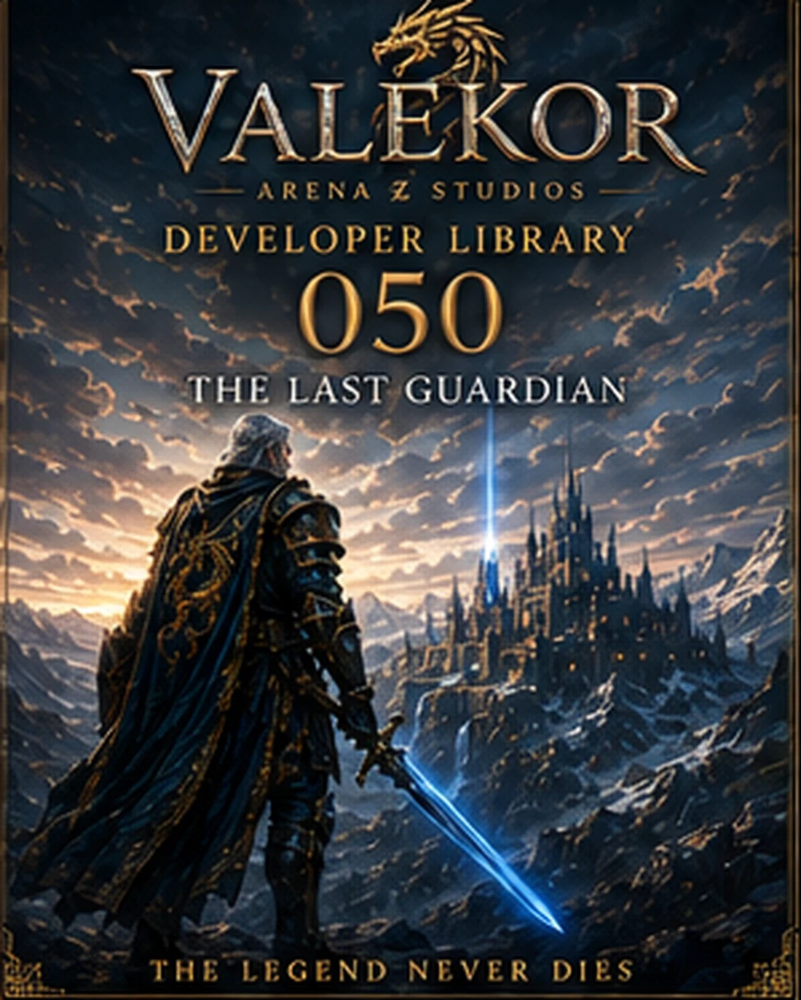 VALEKOR
ARENA Z STUDIOS
DEVELOPER LIBRARY
050
THE LAST GUARDIAN
THE LEGEND NEVER DIES